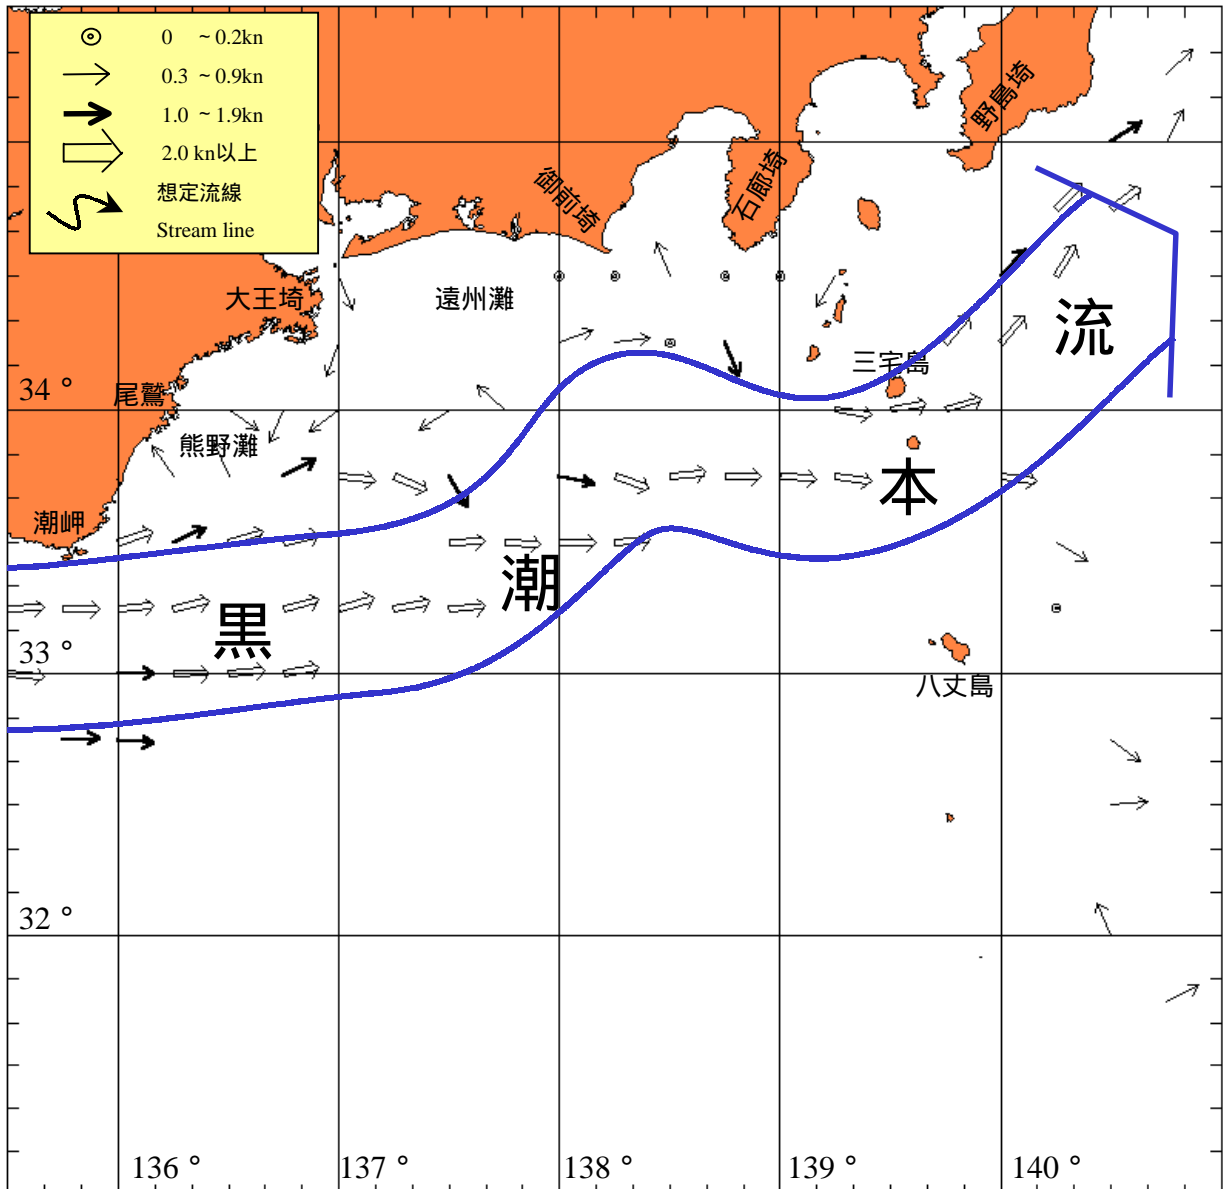 0 ~ 0.2kn
0.3 ~ 0.9kn
1.0 ~ 1.9kn
2.0 kn以上
想定流線
Stream line
野島埼
石廊埼
御前埼
大王埼
遠州灘
流
三宅島
34 °
尾鷲
熊野灘
本
潮岬
潮
黒
33 °
八丈島
32 °
136 °
137 °
138 °
139 °
140 °